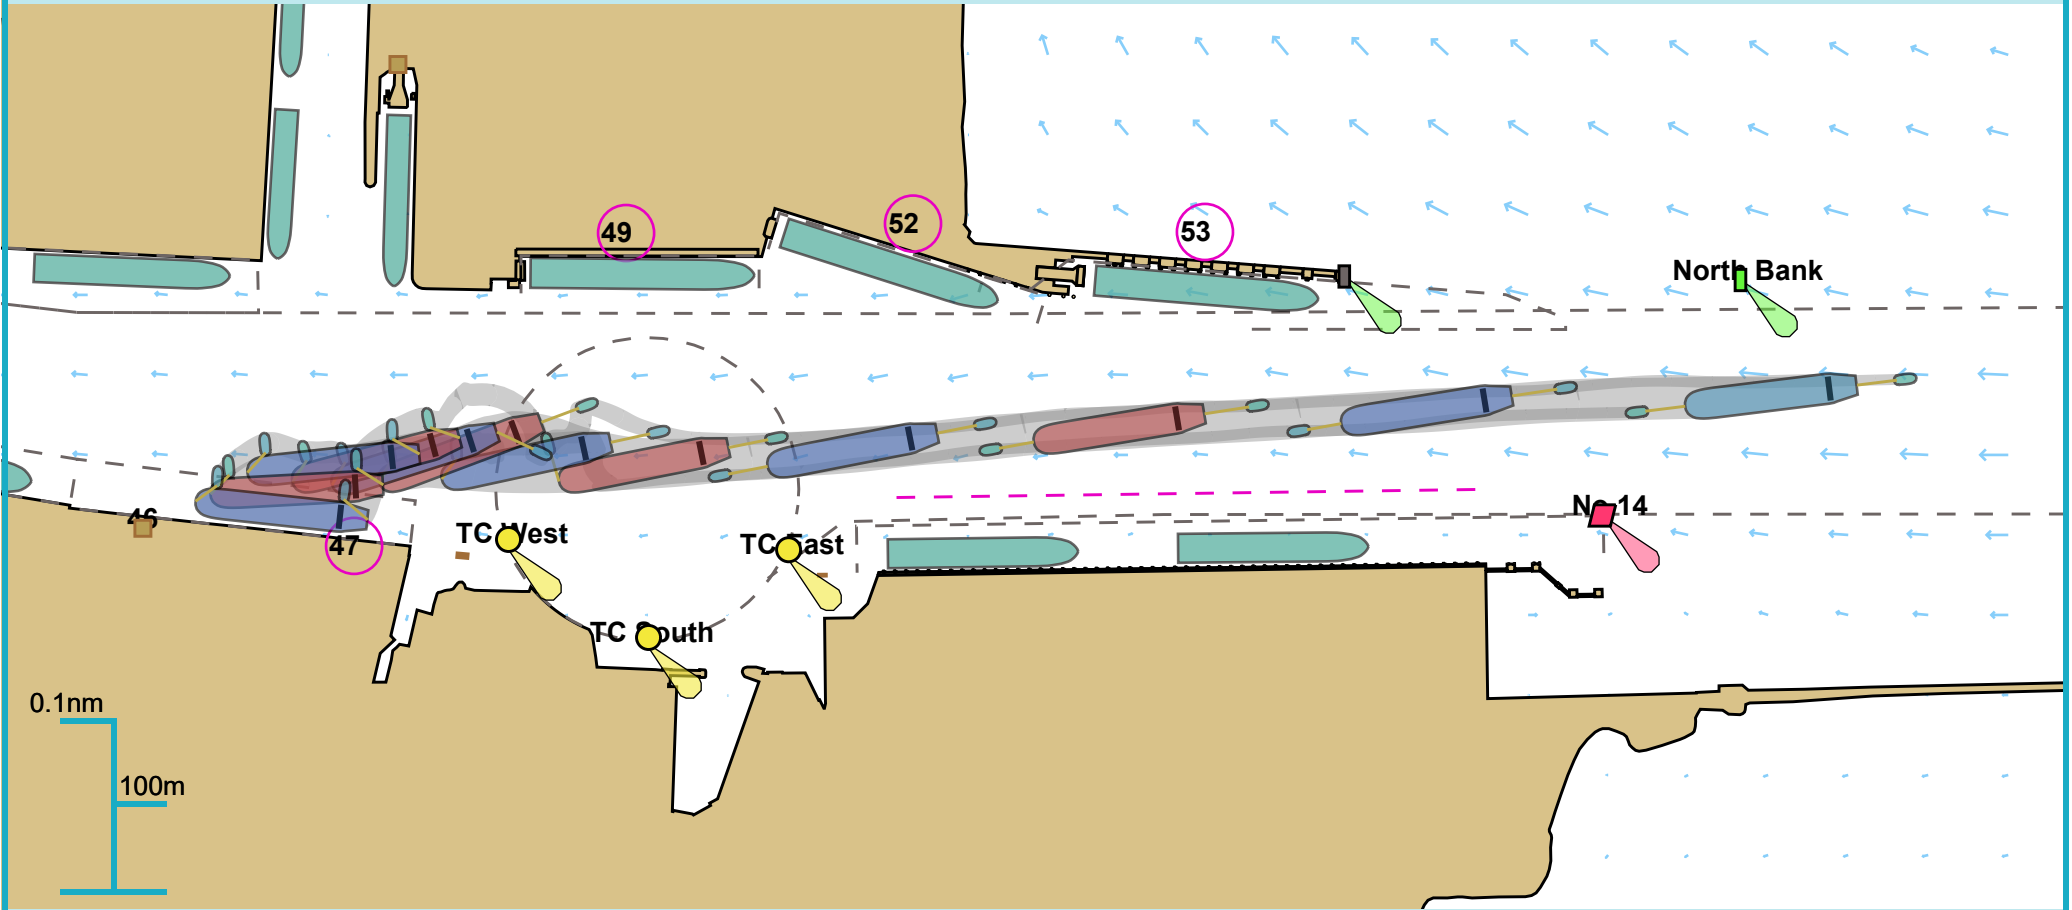 49
52
53
North Bank
46
47
TC West
TC East
No 14
TC South
0.1nm
100m